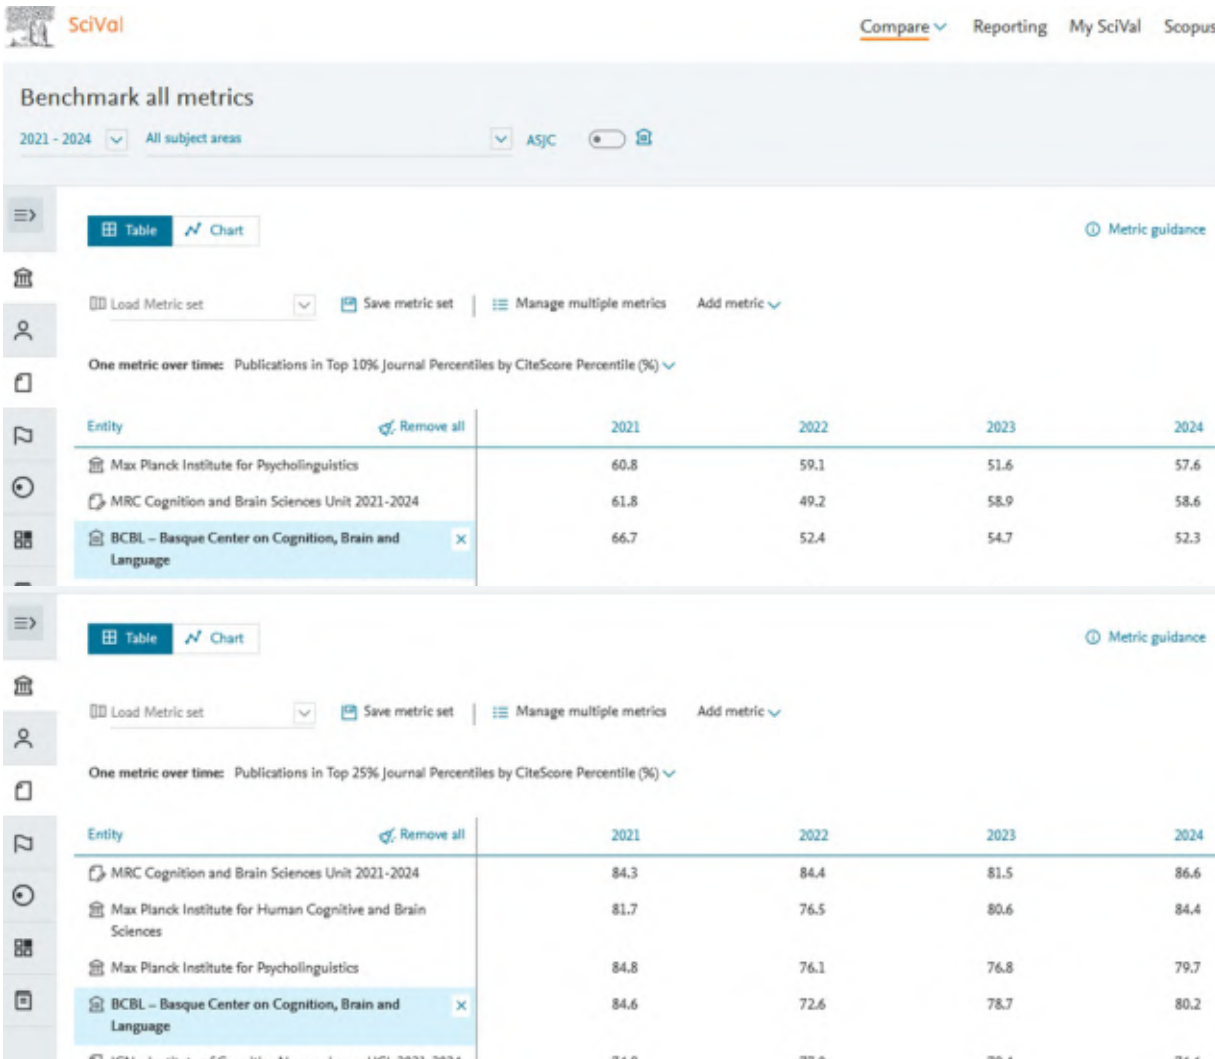 SciVal
Compare Reporting My SciVal Scopus
Benchmark all metrics
2021 - 2024 All subject areas ASJC
Table Chart Metric guidance
Load Metric set Save metric set Manage multiple metrics Add metric
One metric over time: Publications in Top 10% Journal Percentiles by CiteScore Percentile (%)
Entity Remove all 2021 2022 2023 2024
Max Planck Institute for Psycholinguistics 60.8 59.1 51.6 57.6
MRC Cognition and Brain Sciences Unit 2021-2024 61.8 49.2 58.9 58.6
BCBL – Basque Center on Cognition, Brain and 66.7 52.4 54.7 52.3
Language
Table Chart Metric guidance
Load Metric set Save metric set Manage multiple metrics Add metric
One metric over time: Publications in Top 25% Journal Percentiles by CiteScore Percentile (%)
Entity Remove all 2021 2022 2023 2024
MRC Cognition and Brain Sciences Unit 2021-2024 84.3 84.4 81.5 86.6
Max Planck Institute for Human Cognitive and Brain 81.7 76.5 80.6 84.4
Sciences
Max Planck Institute for Psycholinguistics 84.8 76.1 76.8 79.7
BCBL – Basque Center on Cognition, Brain and 84.6 72.6 78.7 80.2
Language